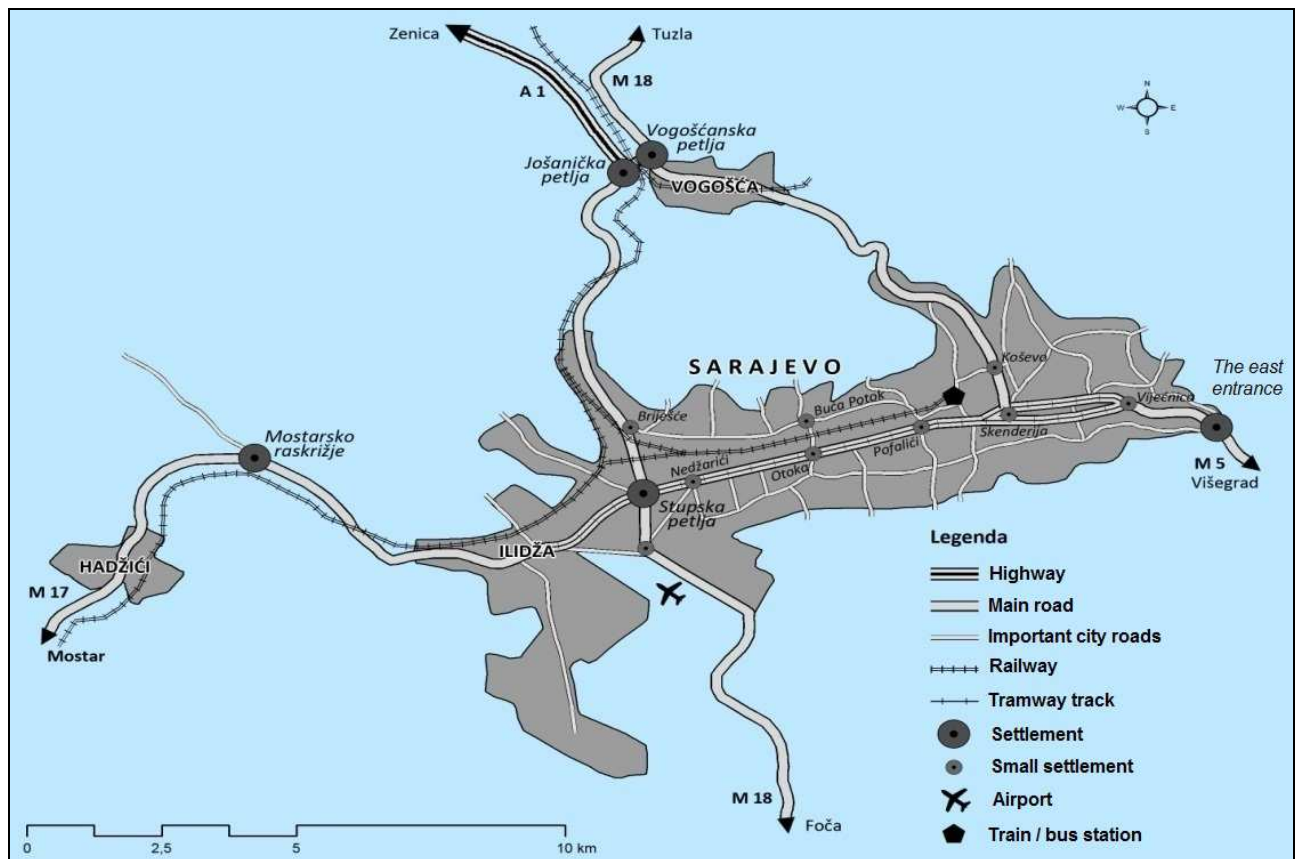 Zenica
Tuzla
M 18
A 1
N
W E
S
Vogošćanska
petlja
Jošanička
petlja
VOGOŠĆA
SARAJEVO
The east
entrance
Koševo
Vijećnica
Buća Potok
Briješće
Skenderija
Pofalići
Mostarsko
raskrižje
Nedžarići
Otoka
M 5
Višegrad
Stupska
petlja
ILIDŽA
HADŽIĆI
M 17
Mostar
Legenda
Highway
Main road
Important city roads
Railway
Tramway track
Settlement
Small settlement
Airport
Train / bus station
M 18
Foča
0 2,5 5 10 km